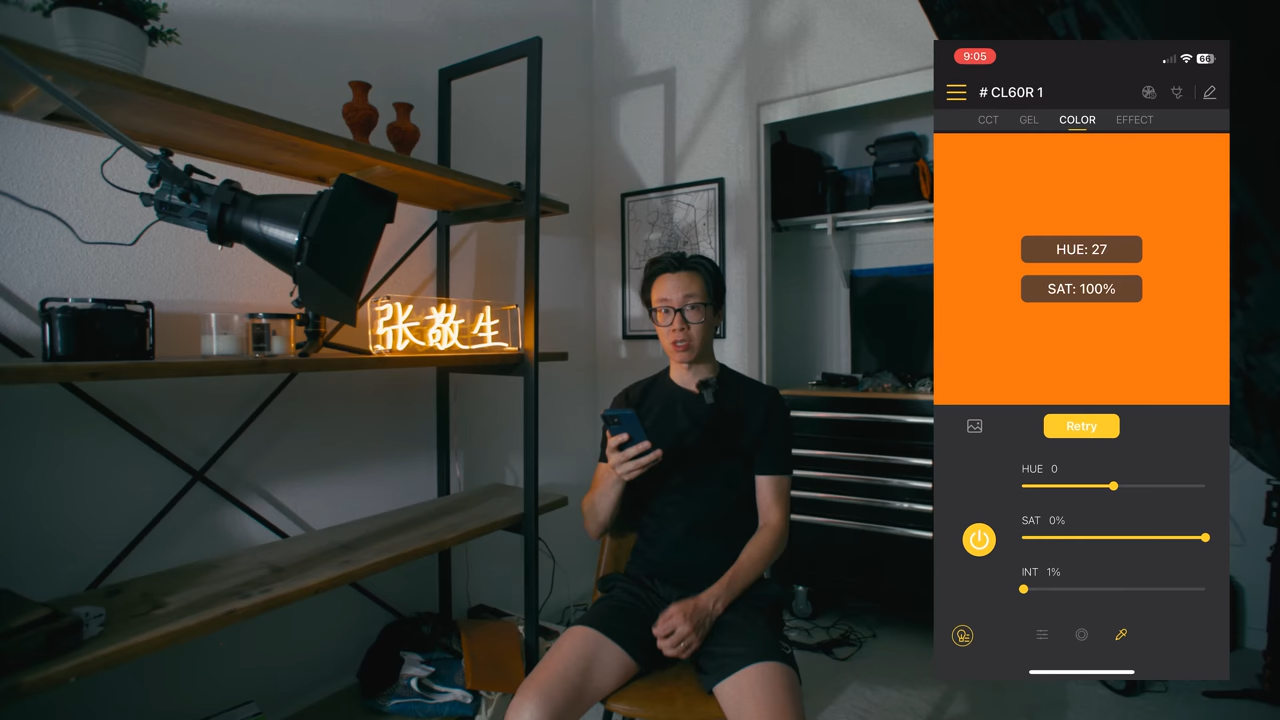 张敬生
9:05
66
# CL60R 1
CCT GEL COLOR EFFECT
HUE: 27
SAT: 100%
Retry
HUE 0
SAT 0%
INT 1%